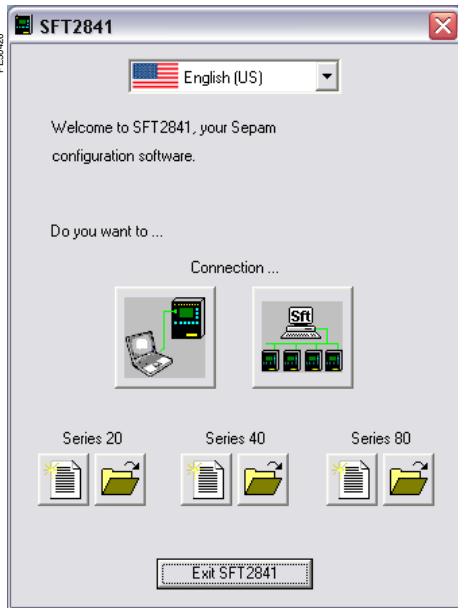 SFT2841
English (US)
Welcome to SFT2841, your Sepam
configuration software.
Do you want to ...
Connection ...
Sft
Series 20
Series 40
Series 80
Exit SFT2841